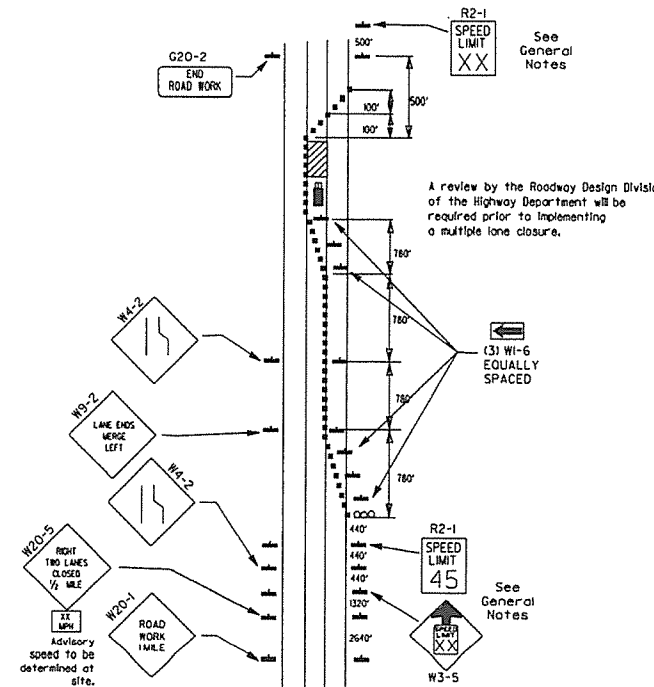 R2-1
SPEED
LIMIT
XX
See
General
Notes
500'
G20-2
END
ROAD WORK
500'
100'
100'
A review by the Roadway Design Divisio
of the Highway Department will be
required prior to implementing
a multiple lane closure.
780'
W4-2
780'
(3) W1-6
EQUALLY
SPACED
W9-2
LANE ENDS
MERGE
LEFT
780'
780'
W4-2
440'
R2-1
SPEED
LIMIT
45
440'
440'
W20-5
RIGHT
TWO LANES
CLOSED
1/2 MILE
XX
MPH
Advisory
speed to be
determined at
site.
1320'
See
General
Notes
W20-1
ROAD
WORK
1 MILE
2640'
SPEED
LIMIT
XX
W3-5